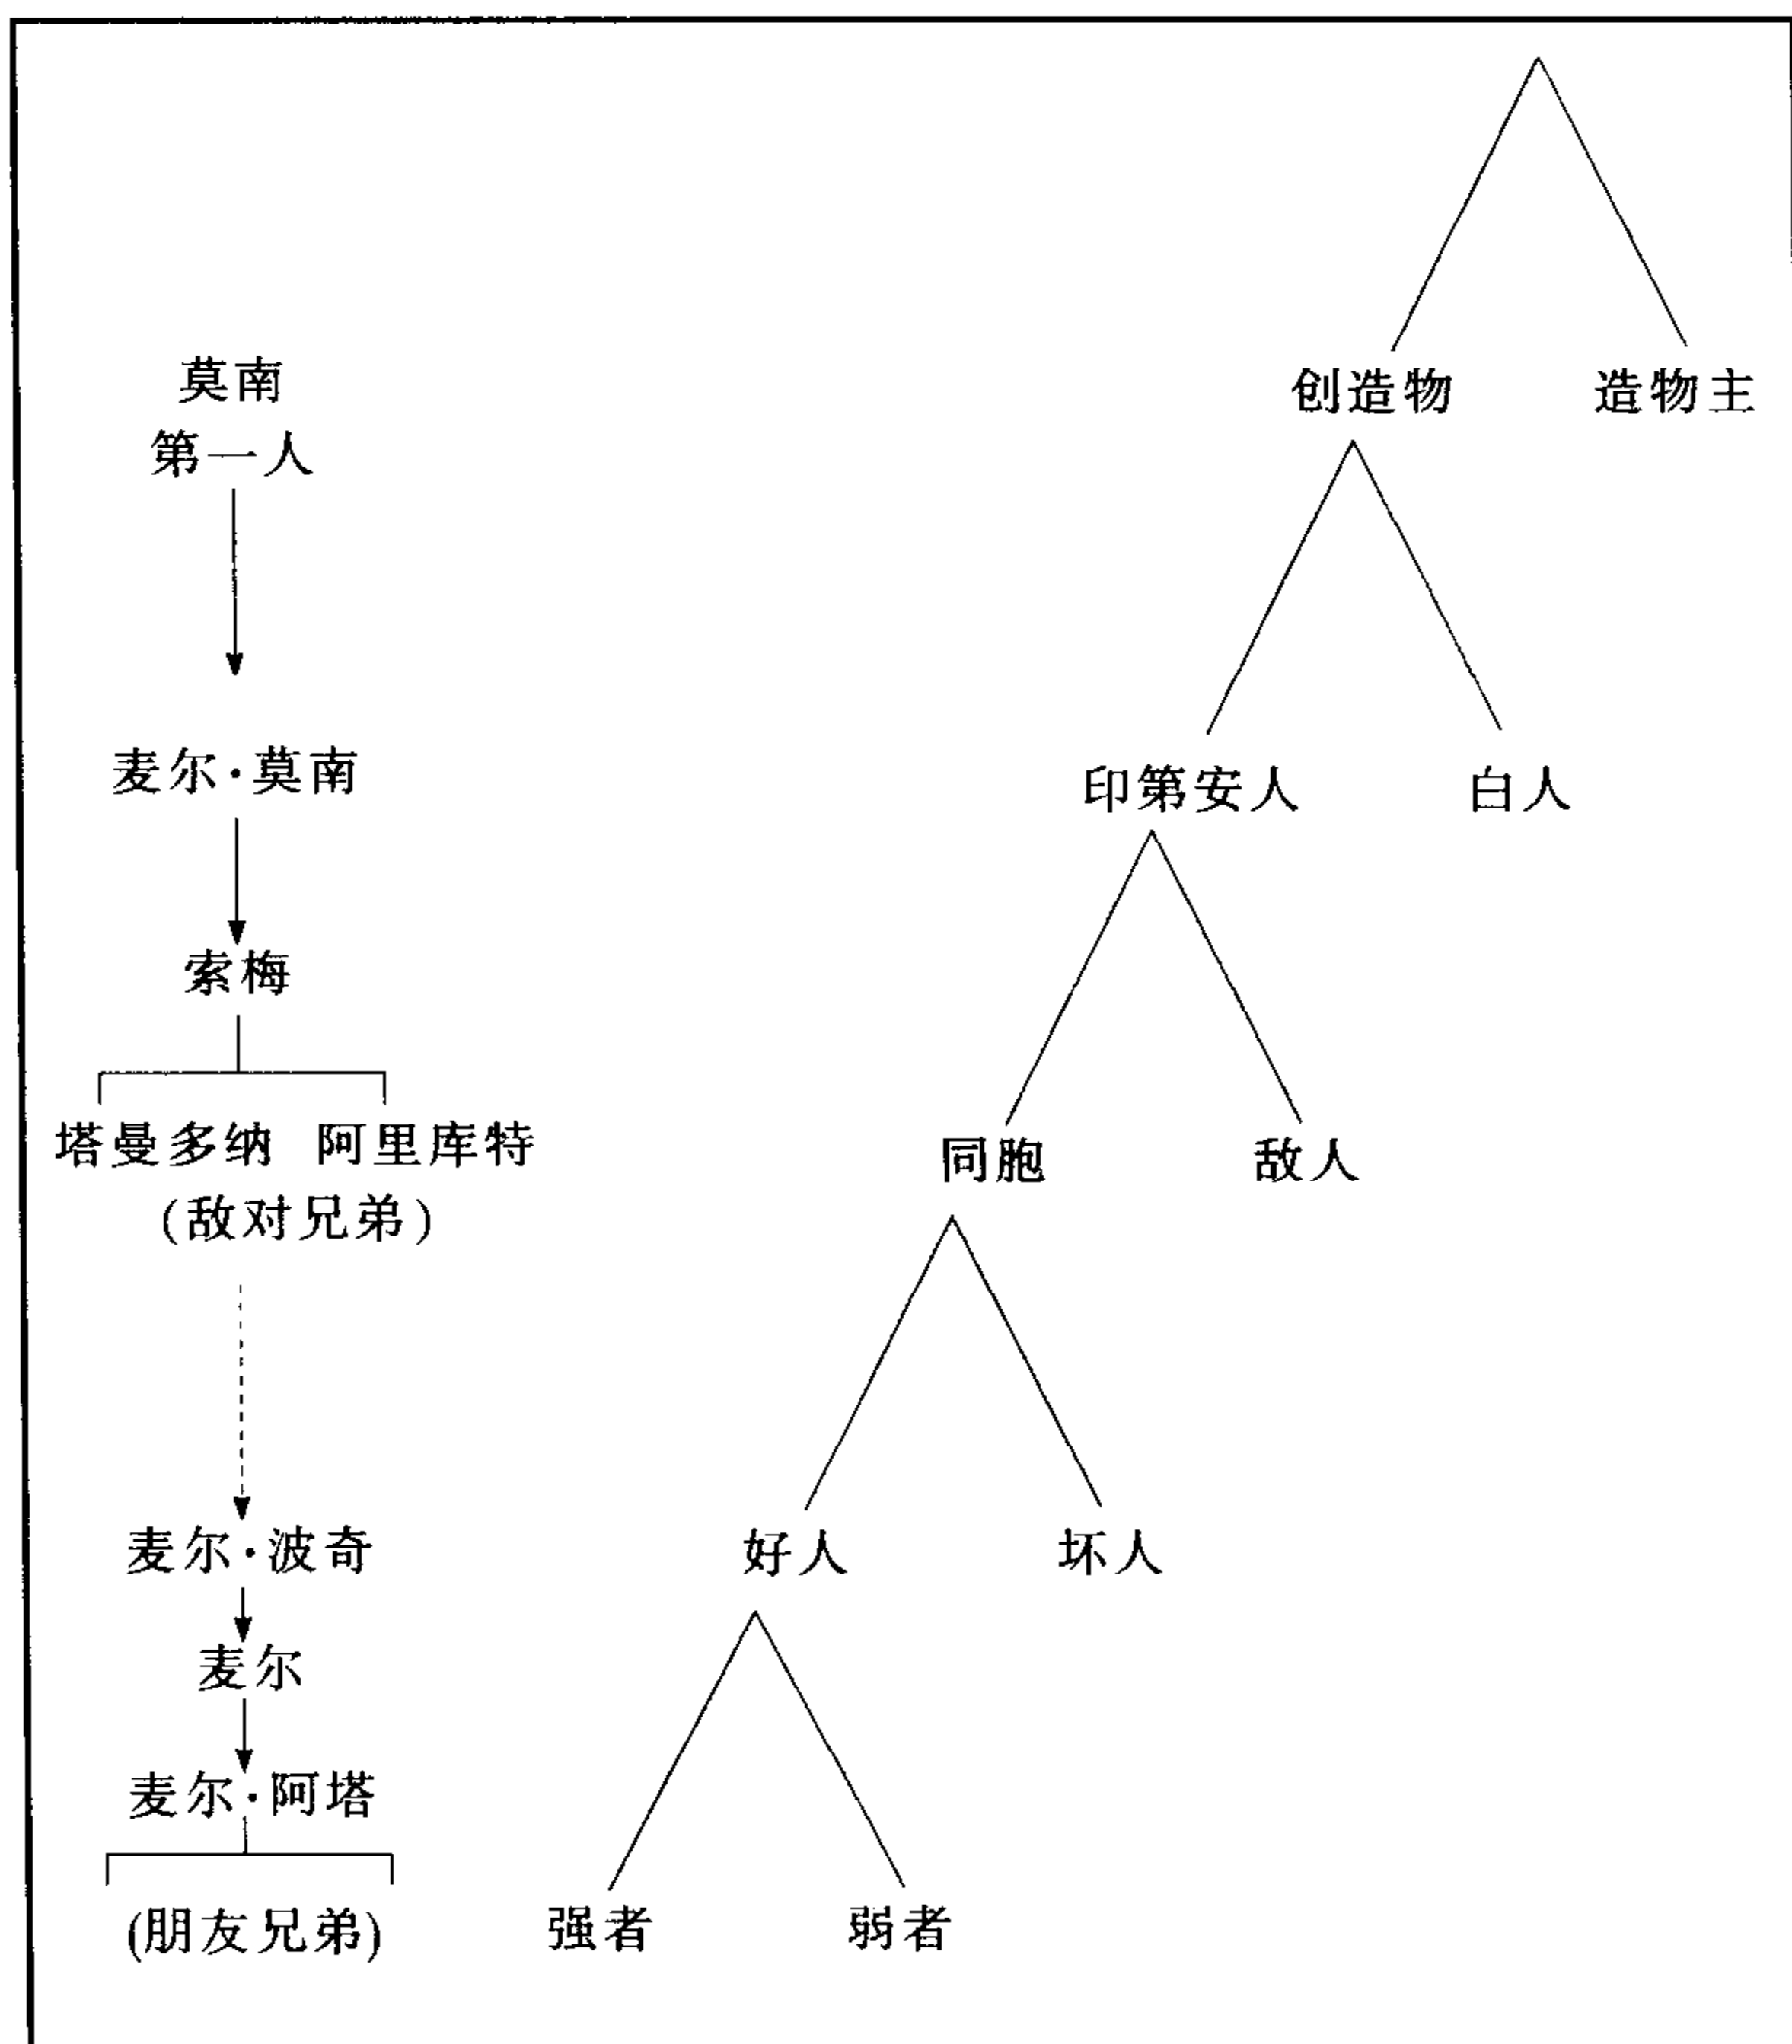 创造物 造物主
莫南
第一人
麦尔·莫南
印第安人 白人
索梅
塔曼多纳 阿里库特
(敌对兄弟)
同胞 敌人
麦尔·波奇
好人 坏人
麦尔
麦尔·阿塔
(朋友兄弟)
强者 弱者